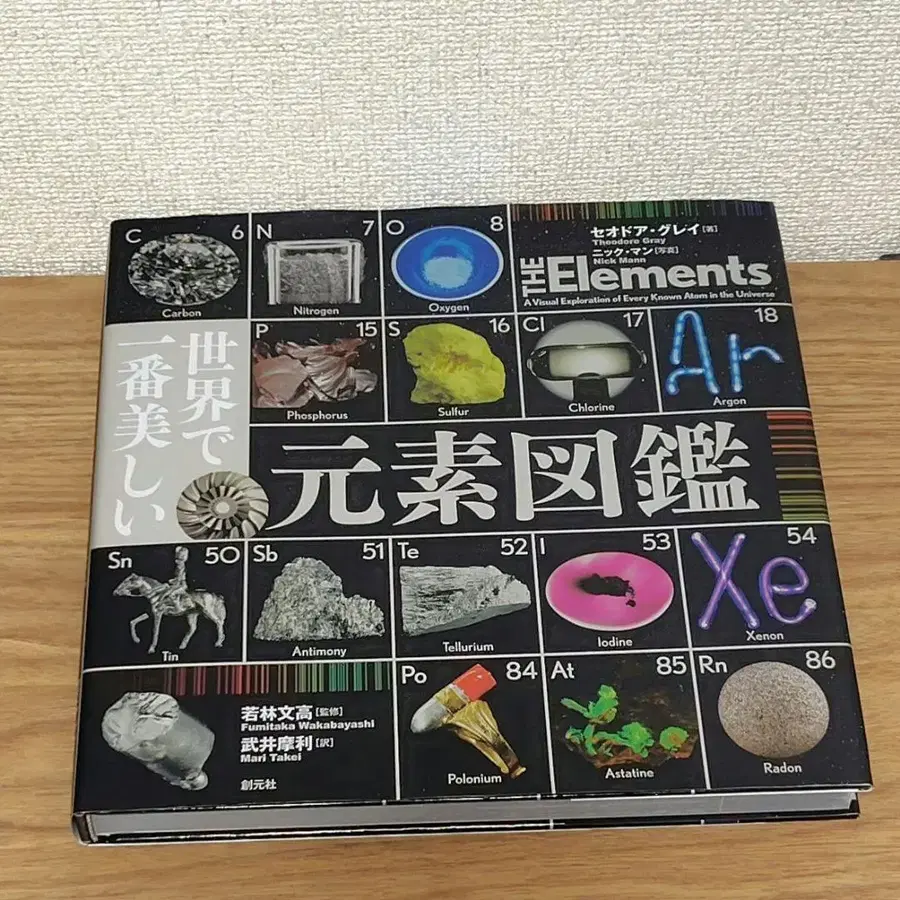 C 6
Carbon
N 7
Nitrogen
O 8
Oxygen
セオドア・グレイ[著]
Theodore Gray
ニック・マン[写真]
Nick Mann
THE Elements
A Visual Exploration of Every Known Atom in the Universe
P 15
Phosphorus
S 16
Sulfur
Cl 17
Chlorine
Ar 18
Argon
世界で
一番美しい
元素図鑑
Sn 50
Tin
Sb 51
Antimony
Te 52
Tellurium
I 53
Iodine
Xe 54
Xenon
若林文高[監修]
Fumitaka Wakabayashi
武井摩利[訳]
Mari Takei
創元社
Po 84
Polonium
At 85
Astatine
Rn 86
Radon